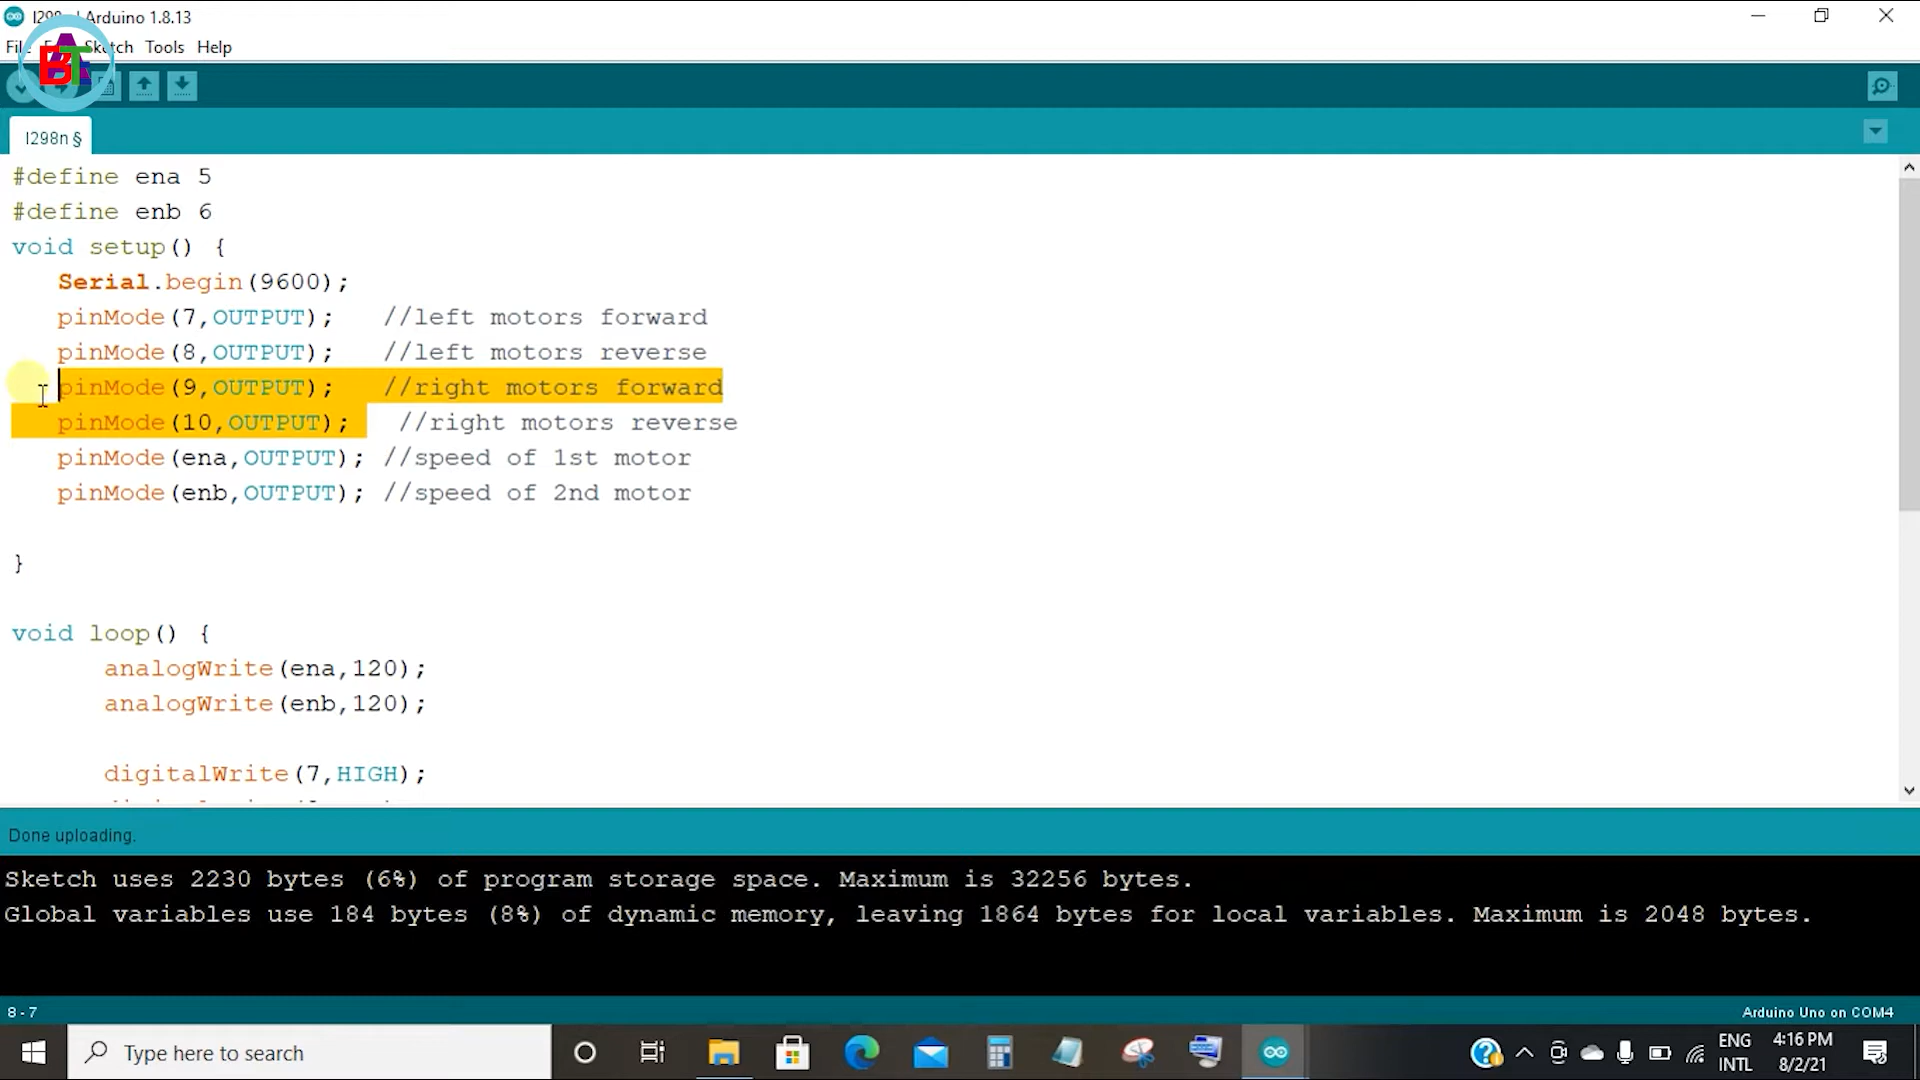 l298n | Arduino 1.8.13
File Sketch Tools Help
l298n §
#define ena 5
#define enb 6
void setup() {
Serial.begin(9600);
pinMode(7,OUTPUT); //left motors forward
pinMode(8,OUTPUT); //left motors reverse
pinMode(9,OUTPUT); //right motors forward
pinMode(10,OUTPUT); //right motors reverse
pinMode(ena,OUTPUT); //speed of 1st motor
pinMode(enb,OUTPUT); //speed of 2nd motor
}
void loop() {
analogWrite(ena,120);
analogWrite(enb,120);
digitalWrite(7,HIGH);
Done uploading.
Sketch uses 2230 bytes (6%) of program storage space. Maximum is 32256 bytes.
Global variables use 184 bytes (8%) of dynamic memory, leaving 1864 bytes for local variables. Maximum is 2048 bytes.
8 - 7
Arduino Uno on COM4
Type here to search
ENG
INTL
4:16 PM
8/2/21